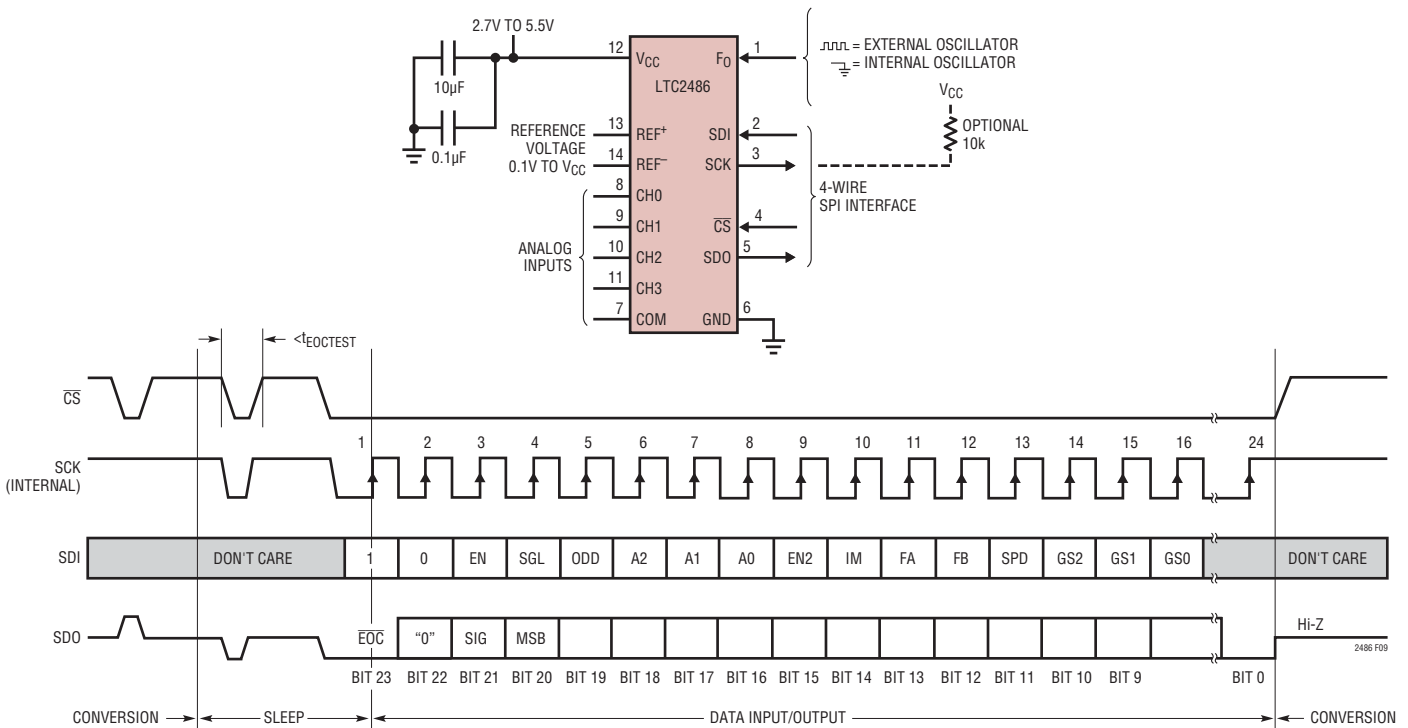 2.7V TO 5.5V
10µF
0.1µF
REFERENCE
VOLTAGE
0.1V TO VCC
ANALOG
INPUTS
12 VCC
13 REF+
14 REF–
8 CH0
9 CH1
10 CH2
11 CH3
7 COM
LTC2486
FO 1
SDI 2
SCK 3
CS 4
SDO 5
GND 6
= EXTERNAL OSCILLATOR
= INTERNAL OSCILLATOR
VCC
OPTIONAL
10k
4-WIRE
SPI INTERFACE
<tEOCTEST
CS
1 2 3 4 5 6 7 8 9 10 11 12 13 14 15 16 24
SCK
(INTERNAL)
SDI DON'T CARE 1 0 EN SGL ODD A2 A1 A0 EN2 IM FA FB SPD GS2 GS1 GS0 DON'T CARE
SDO EOC "0" SIG MSB Hi-Z
2486 F09
BIT 23 BIT 22 BIT 21 BIT 20 BIT 19 BIT 18 BIT 17 BIT 16 BIT 15 BIT 14 BIT 13 BIT 12 BIT 11 BIT 10 BIT 9 BIT 0
CONVERSION SLEEP DATA INPUT/OUTPUT CONVERSION